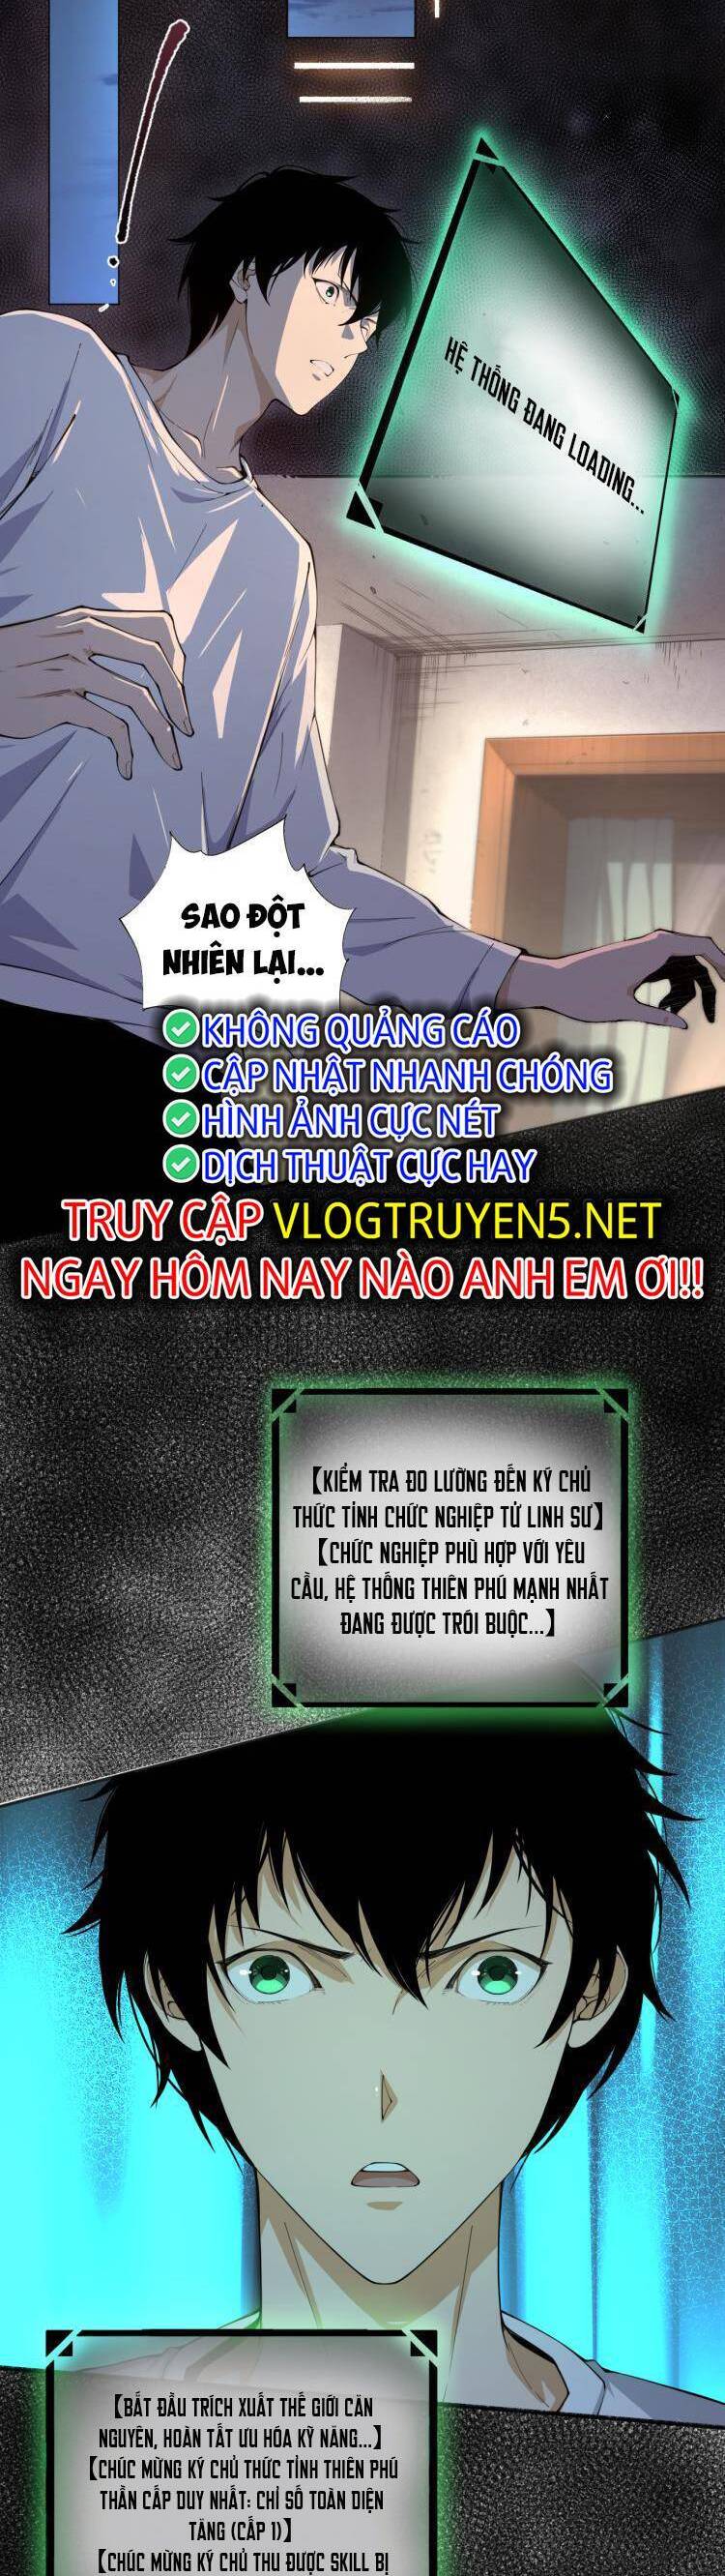 HỆ THỐNG ĐANG LOADING...
SAO ĐỘT
NHIÊN LẠI...
KHÔNG QUẢNG CÁO
CẬP NHẬT NHANH CHÓNG
HÌNH ẢNH CỰC NÉT
DỊCH THUẬT CỰC HAY
TRUY CẬP VLOGTRUYEN5.NET
NGAY HÔM NAY NÀO ANH EM ƠI!!
【KIỂM TRA ĐO LƯỜNG ĐẾN KÝ CHỦ
THỨC TỈNH CHỨC NGHIỆP TỬ LINH SƯ】
【CHỨC NGHIỆP PHÙ HỢP VỚI YÊU
CẦU, HỆ THỐNG THIÊN PHÚ MẠNH NHẤT
ĐANG ĐƯỢC TRÓI BUỘC...】
【BẮT ĐẦU TRÍCH XUẤT THẾ GIỚI CĂN
NGUYÊN, HOÀN TẤT ƯU HÓA KỸ NĂNG...】
【CHÚC MỪNG KÝ CHỦ THỨC TỈNH THIÊN PHÚ
THẦN CẤP DUY NHẤT: CHỈ SỐ TOÀN DIỆN
TĂNG (CẤP 1)】
【CHÚC MỪNG KÝ CHỦ THU ĐƯỢC SKILL BỊ